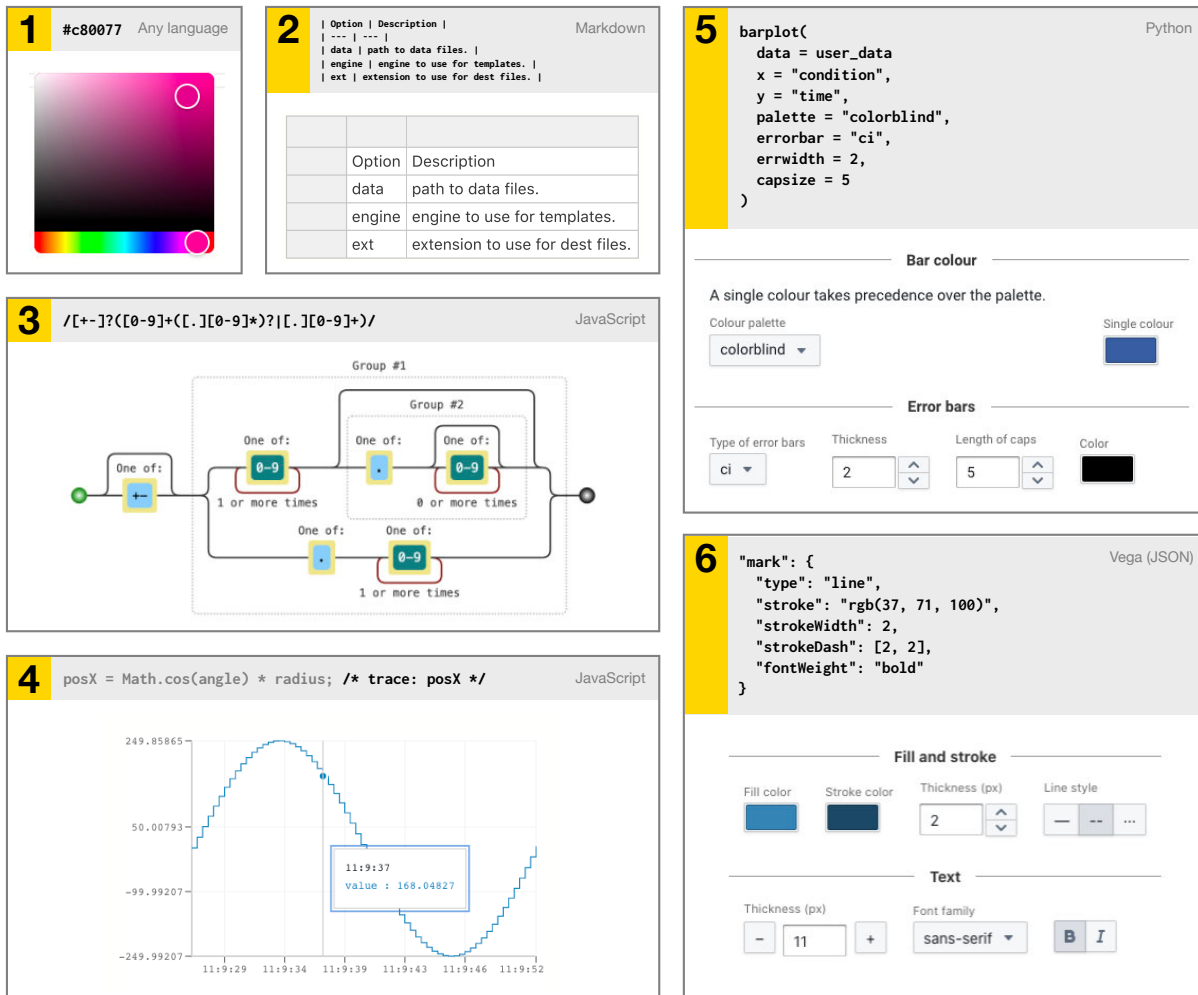 1
#c80077
Any language
2
| Option | Description |
| --- | --- |
| data | path to data files. |
| engine | engine to use for templates. |
| ext | extension to use for dest files. |
Markdown
Option Description
data path to data files.
engine engine to use for templates.
ext extension to use for dest files.
3
/[+-]?([0-9]+([.][0-9]*)?|[.][0-9]+)/
JavaScript
Group #1
Group #2
One of:
One of:
One of:
One of:
+-
0-9
.
0-9
1 or more times
0 or more times
One of:
One of:
.
0-9
1 or more times
4
posX = Math.cos(angle) * radius; /* trace: posX */
JavaScript
249.85865
50.00793
-99.99207
-249.99207
11:9:37
value : 168.04827
11:9:29 11:9:34 11:9:39 11:9:43 11:9:46 11:9:52
5
barplot(
data = user_data
x = "condition",
y = "time",
palette = "colorblind",
errorbar = "ci",
errwidth = 2,
capsize = 5
)
Python
Bar colour
A single colour takes precedence over the palette.
Colour palette
Single colour
colorblind
Error bars
Type of error bars
Thickness
Length of caps
Color
ci
2
5
6
"mark": {
"type": "line",
"stroke": "rgb(37, 71, 100)",
"strokeWidth": 2,
"strokeDash": [2, 2],
"fontWeight": "bold"
}
Vega (JSON)
Fill and stroke
Fill color
Stroke color
Thickness (px)
Line style
2
— -- ...
Text
Thickness (px)
Font family
− 11 +
sans-serif
B I